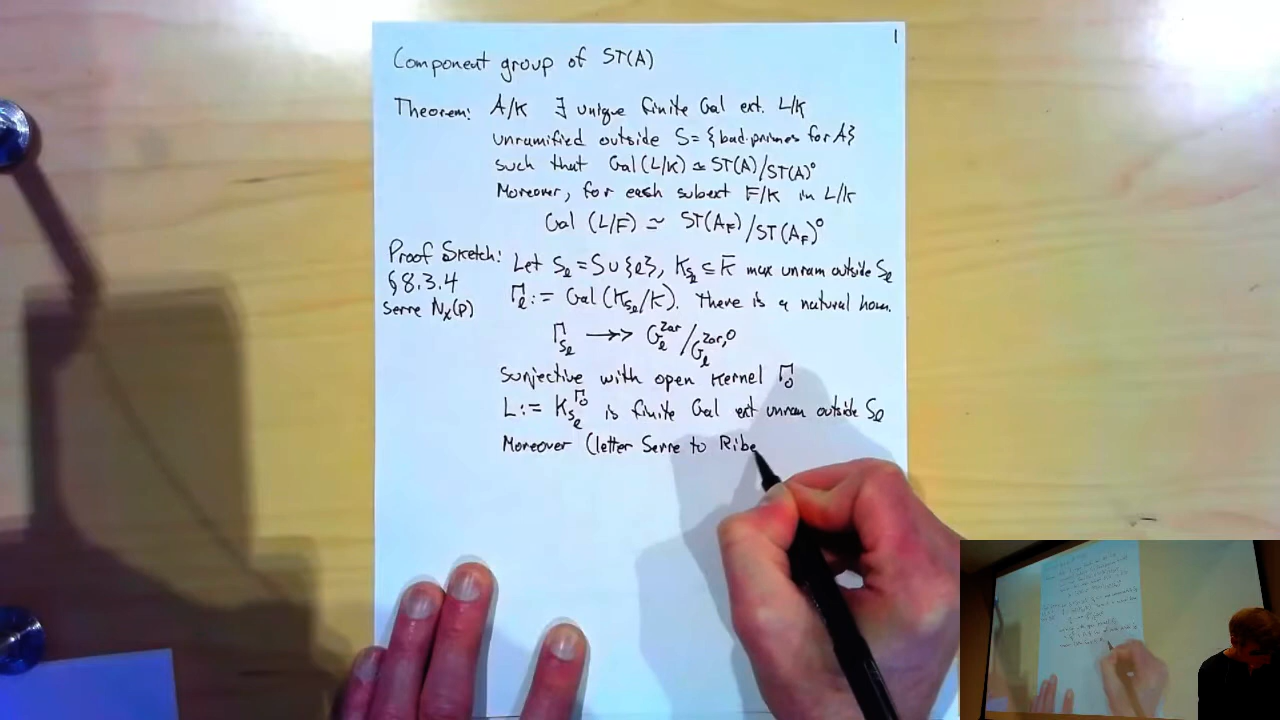 1
Component group of ST(A)
Theorem: A/K ∃ unique finite Gal ext. L/K
unramified outside S = {bad primes for A}
such that Gal(L/K) ≃ ST(A)/ST(A)⁰
Moreover, for each subext F/K in L/K
Gal (L/F) ≃ ST(A_F)/ST(A_F)⁰
Proof Sketch: Let S_ℓ = S ∪ {ℓ}, K_{S_ℓ} ⊆ K̄ max unram outside S_ℓ
§8.3.4 Γ_ℓ := Gal(K_{S_ℓ}/K). There is a natural hom.
Serre N_X(p)
Γ_{S_ℓ} ↠ G_ℓ^{Zar}/G_ℓ^{Zar,0}
surjective with open kernel Γ_0
L := K_{S_ℓ}^{Γ_0} is finite Gal ext unram outside S_ℓ
Moreover (letter Serre to Ribe